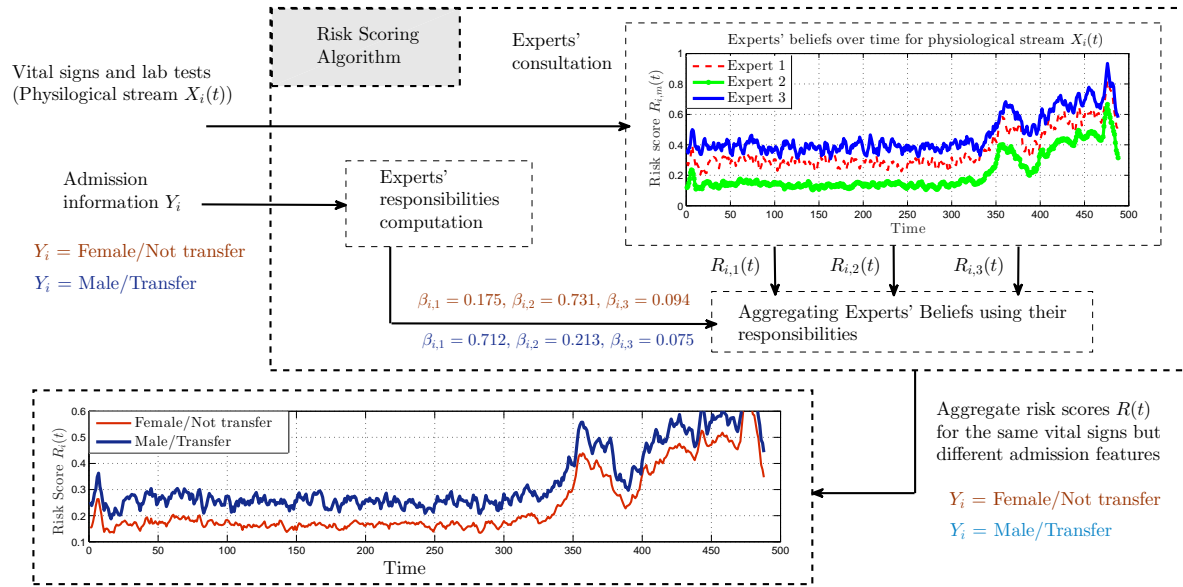 Risk Scoring
Algorithm
Experts'
consultation
Vital signs and lab tests
(Physilogical stream X_i(t))
Experts' beliefs over time for physiological stream X_i(t)
Expert 1
Expert 2
Expert 3
Risk score R_{i,m}(t)
1
0.8
0.6
0.4
0.2
0
0 50 100 150 200 250 300 350 400 450 500
Time
Admission
information Y_i
Experts'
responsibilities
computation
Y_i = Female/Not transfer
Y_i = Male/Transfer
R_{i,1}(t) R_{i,2}(t) R_{i,3}(t)
β_{i,1} = 0.175, β_{i,2} = 0.731, β_{i,3} = 0.094
β_{i,1} = 0.712, β_{i,2} = 0.213, β_{i,3} = 0.075
Aggregating Experts' Beliefs using their
responsibilities
Aggregate risk scores R(t)
for the same vital signs but
different admission features
Y_i = Female/Not transfer
Y_i = Male/Transfer
Female/Not transfer
Male/Transfer
Risk Score R_i(t)
0.6
0.5
0.4
0.3
0.2
0.1
0 50 100 150 200 250 300 350 400 450 500
Time